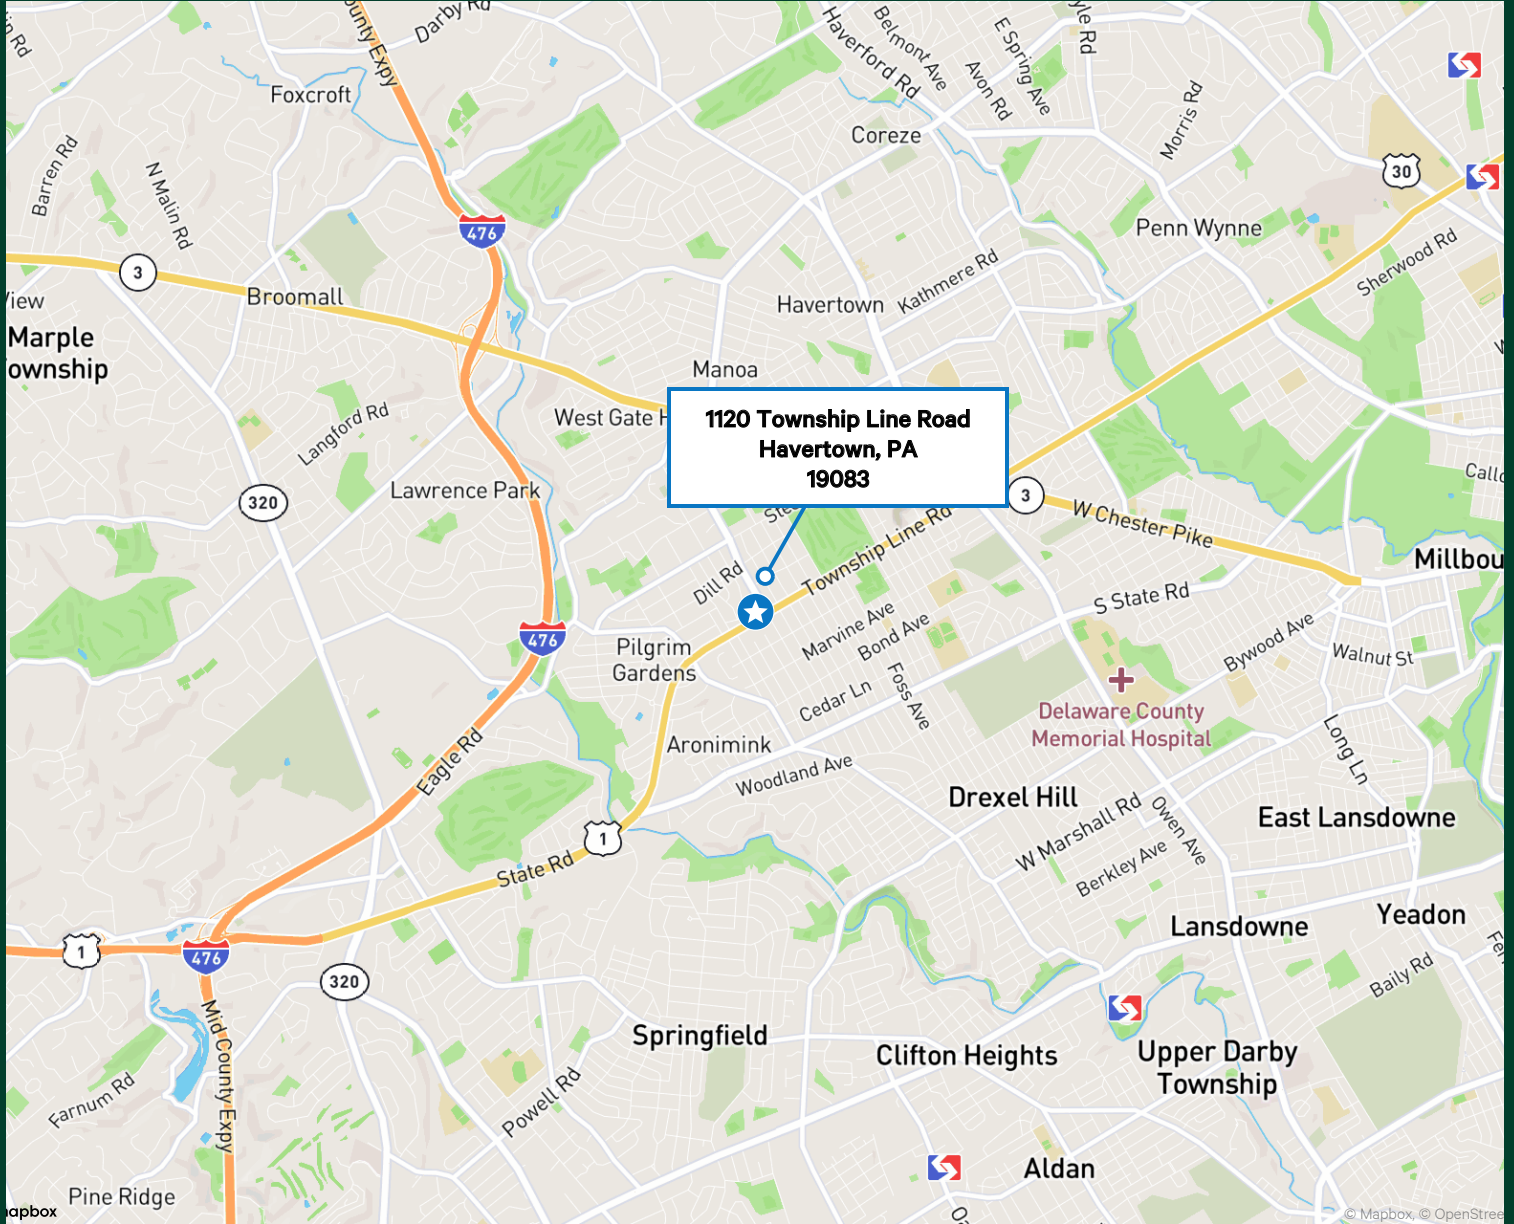 Darby Rd
Foxcroft
Barren Rd
N Malin Rd
476
3
Broomall
Marple
Langford Rd
320
Lawrence Park
West Gate
Manoa
Havertown
Kathmere Rd
Coreze
Haverford Rd
Belmont Ave
Avon Rd
E Spring Ave
Morris Rd
30
Penn Wynne
Sherwood Rd
1120 Township Line Road
Havertown, PA
19083
3
W Chester Pike
Township Line Rd
Dill Rd
S State Rd
Bywood Ave
Walnut St
Long Ln
Marvine Ave
Bond Ave
Foss Ave
Cedar Ln
Pilgrim
Gardens
476
Aronimink
Woodland Ave
Eagle Rd
Delaware County
Memorial Hospital
Drexel Hill
W Marshall Rd
Owen Ave
Berkley Ave
East Lansdowne
1
State Rd
Lansdowne
Yeadon
Baily Rd
1
476
320
Mid County Expy
Springfield
Clifton Heights
Upper Darby
Township
Farnum Rd
Powell Rd
Pine Ridge
Aldan
© Mapbox, ©